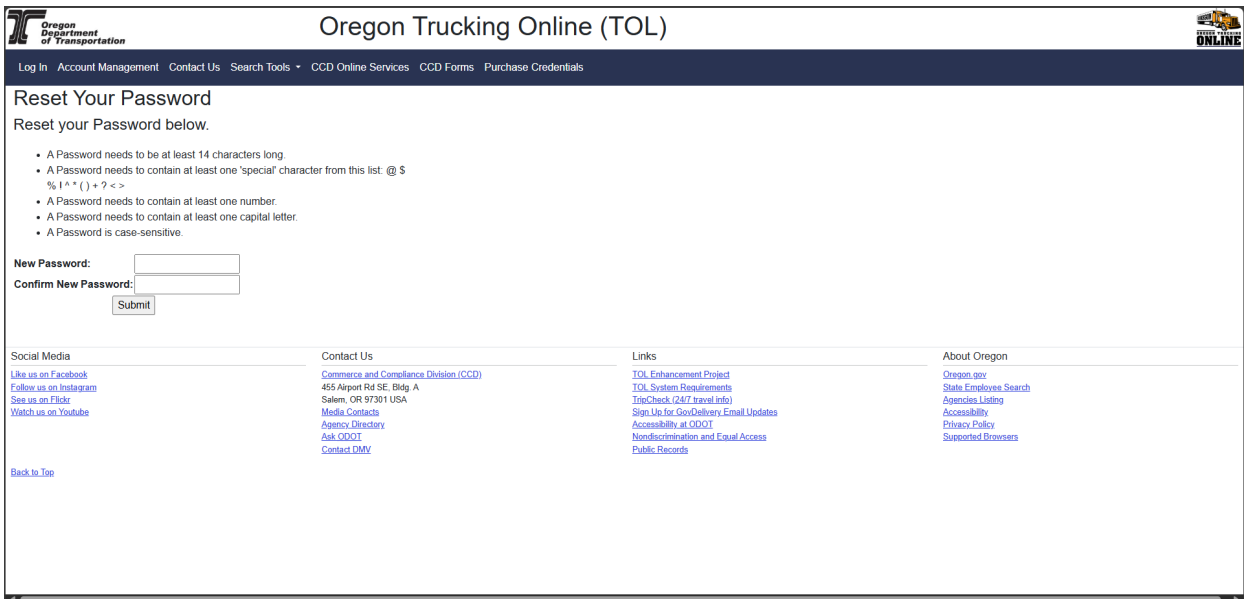 Oregon
Department
of Transportation
Oregon Trucking Online (TOL)
OREGON TRUCKING
ONLINE
Log In Account Management Contact Us Search Tools CCD Online Services CCD Forms Purchase Credentials
Reset Your Password
Reset your Password below.
• A Password needs to be at least 14 characters long.
• A Password needs to contain at least one 'special' character from this list: @ $
% ! ^ * ( ) + ? < >
• A Password needs to contain at least one number.
• A Password needs to contain at least one capital letter.
• A Password is case-sensitive.
New Password:
Confirm New Password:
Submit
Social Media
Like us on Facebook
Follow us on Instagram
See us on Flickr
Watch us on Youtube
Contact Us
Commerce and Compliance Division (CCD)
455 Airport Rd SE, Bldg. A
Salem, OR 97301 USA
Media Contacts
Agency Directory
Ask ODOT
Contact DMV
Links
TOL Enhancement Project
TOL System Requirements
TripCheck (24/7 travel info)
Sign Up for GovDelivery Email Updates
Accessibility at ODOT
Nondiscrimination and Equal Access
Public Records
About Oregon
Oregon.gov
State Employee Search
Agencies Listing
Accessibility
Privacy Policy
Supported Browsers
Back to Top